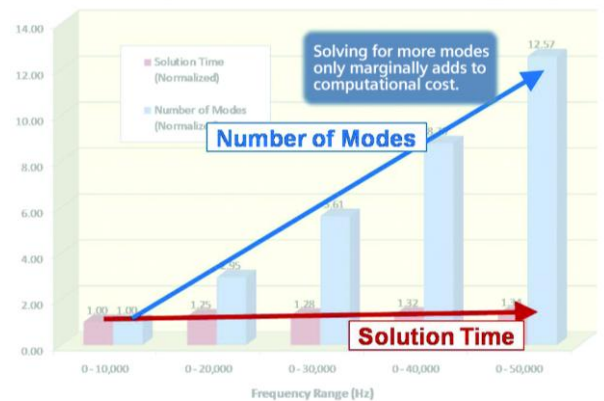 14.00
12.00
10.00
8.00
6.00
4.00
2.00
0.00
Solution Time
(Normalized)
Number of Modes
Solving for more modes
only marginally adds to
computational cost.
Number of Modes
12.57
2.95
1.00 1.00
1.25
1.28
1.32
Solution Time
0-10,000
0-20,000
0-30,000
0-40,000
0-50,000
Frequency Range (Hz)